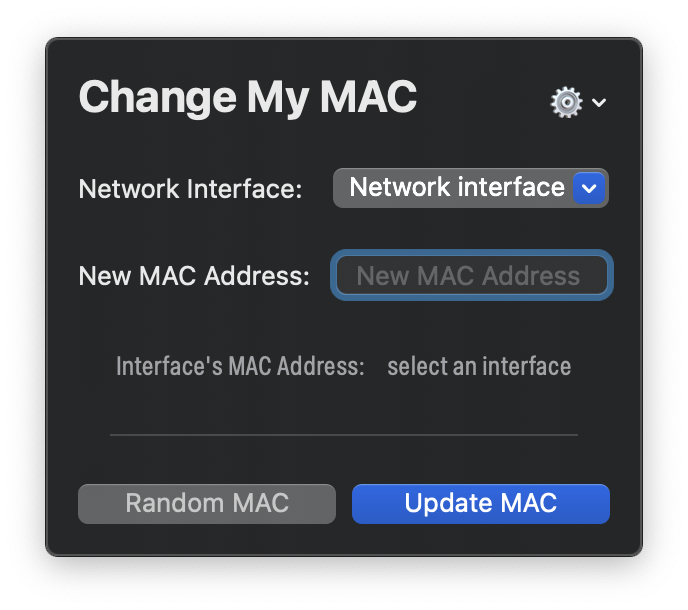 Change My MAC
Network Interface: Network interface
New MAC Address: New MAC Address
Interface's MAC Address: select an interface
Random MAC Update MAC